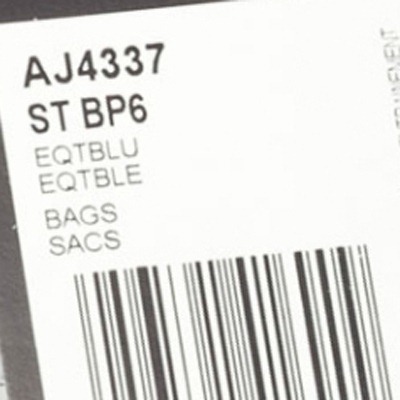 AJ4337
ST BP6
EQTBLU
EQTBLE
BAGS
SACS